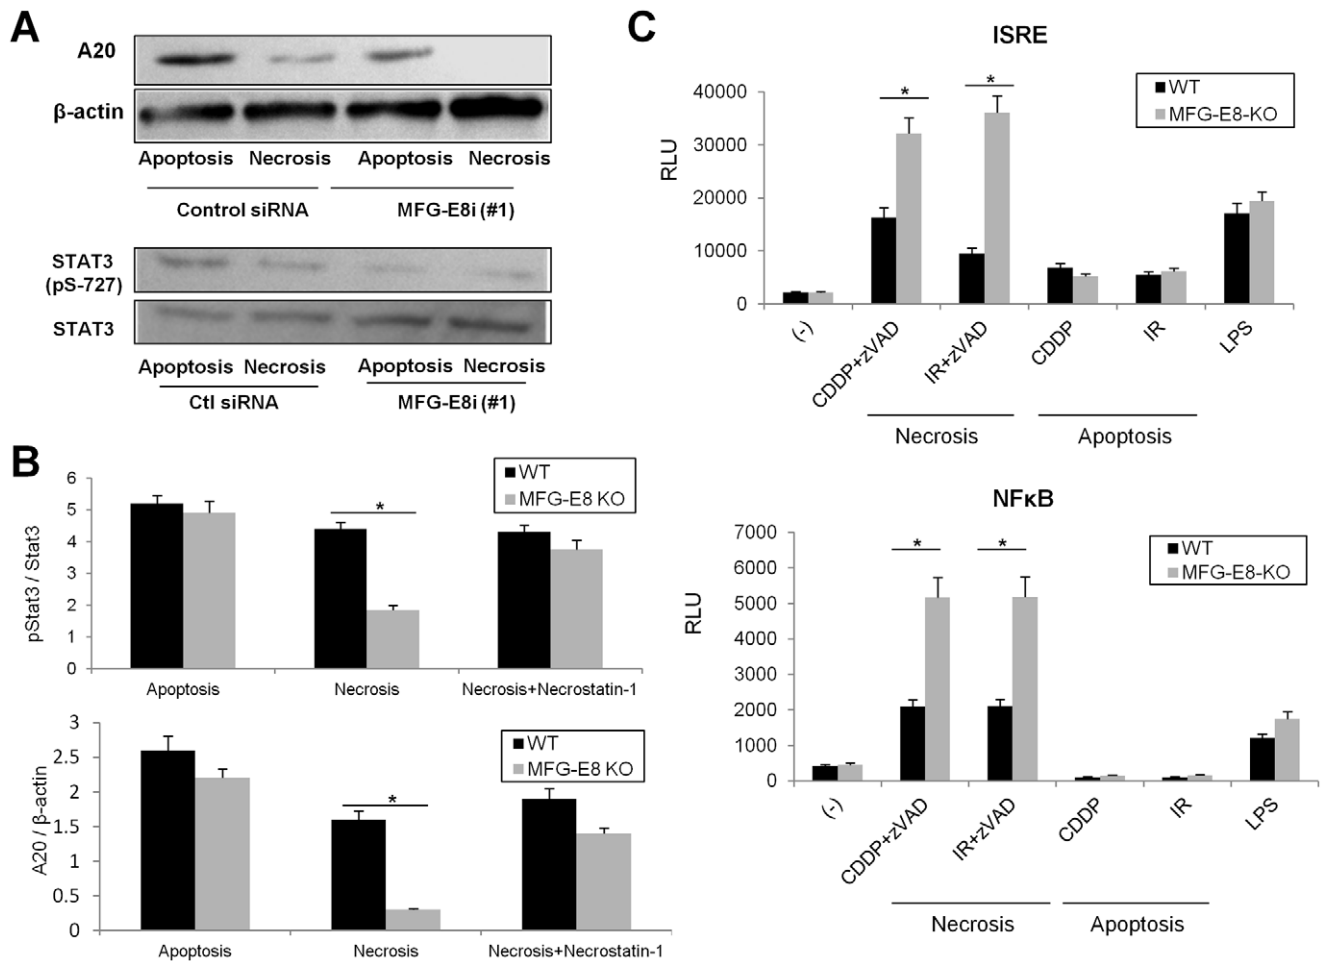 A
A20
β-actin
Apoptosis Necrosis Apoptosis Necrosis
Control siRNA MFG-E8i (#1)
STAT3
(pS-727)
STAT3
Apoptosis Necrosis Apoptosis Necrosis
Ctl siRNA MFG-E8i (#1)
B
WT
MFG-E8 KO
*
pStat3 / Stat3
6
5
4
3
2
1
0
Apoptosis Necrosis Necrosis+Necrostatin-1
WT
MFG-E8 KO
*
A20 / β-actin
3
2.5
2
1.5
1
0.5
0
Apoptosis Necrosis Necrosis+Necrostatin-1
C
ISRE
WT
MFG-E8-KO
* *
RLU
40000
30000
20000
10000
0
(-) CDDP+zVAD IR+zVAD CDDP IR LPS
Necrosis Apoptosis
NFκB
WT
MFG-E8-KO
* *
RLU
7000
6000
5000
4000
3000
2000
1000
0
(-) CDDP+zVAD IR+zVAD CDDP IR LPS
Necrosis Apoptosis